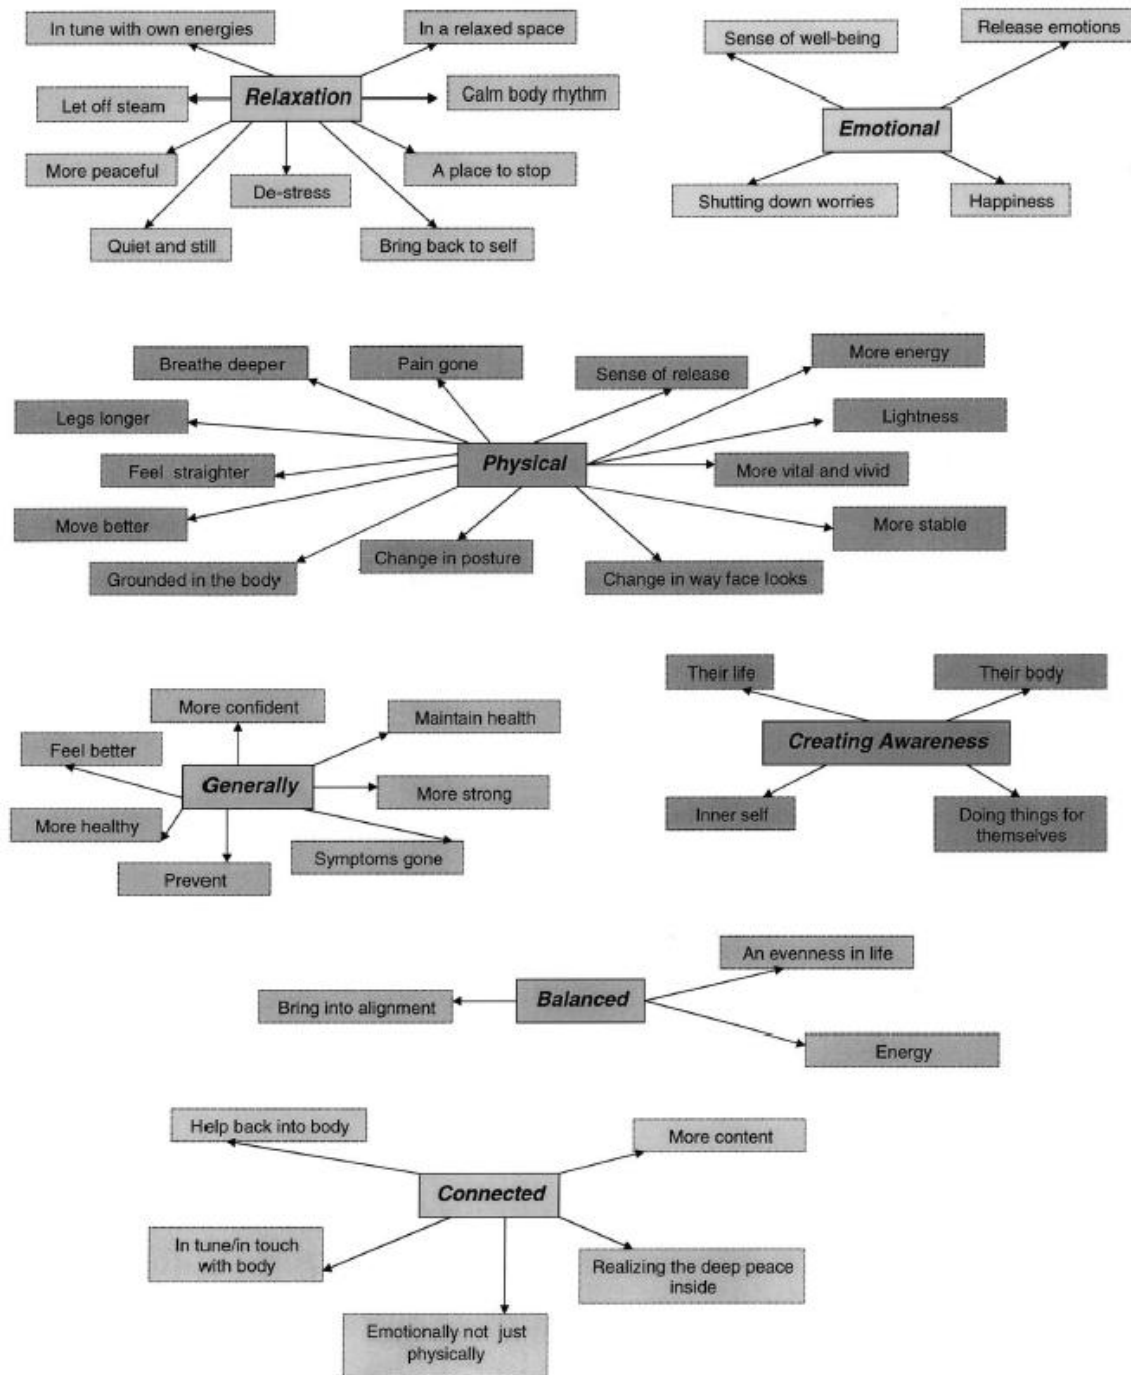 In tune with own energies
In a relaxed space
Relaxation
Let off steam
Calm body rhythm
More peaceful
A place to stop
De-stress
Quiet and still
Bring back to self
Sense of well-being
Release emotions
Emotional
Shutting down worries
Happiness
Breathe deeper
Pain gone
Sense of release
More energy
Legs longer
Lightness
Physical
Feel straighter
More vital and vivid
Move better
More stable
Grounded in the body
Change in posture
Change in way face looks
More confident
Maintain health
Feel better
Generally
More strong
More healthy
Symptoms gone
Prevent
Their life
Their body
Creating Awareness
Inner self
Doing things for
themselves
An evenness in life
Bring into alignment
Balanced
Energy
Help back into body
More content
Connected
In tune/in touch
with body
Realizing the deep peace
inside
Emotionally not just
physically